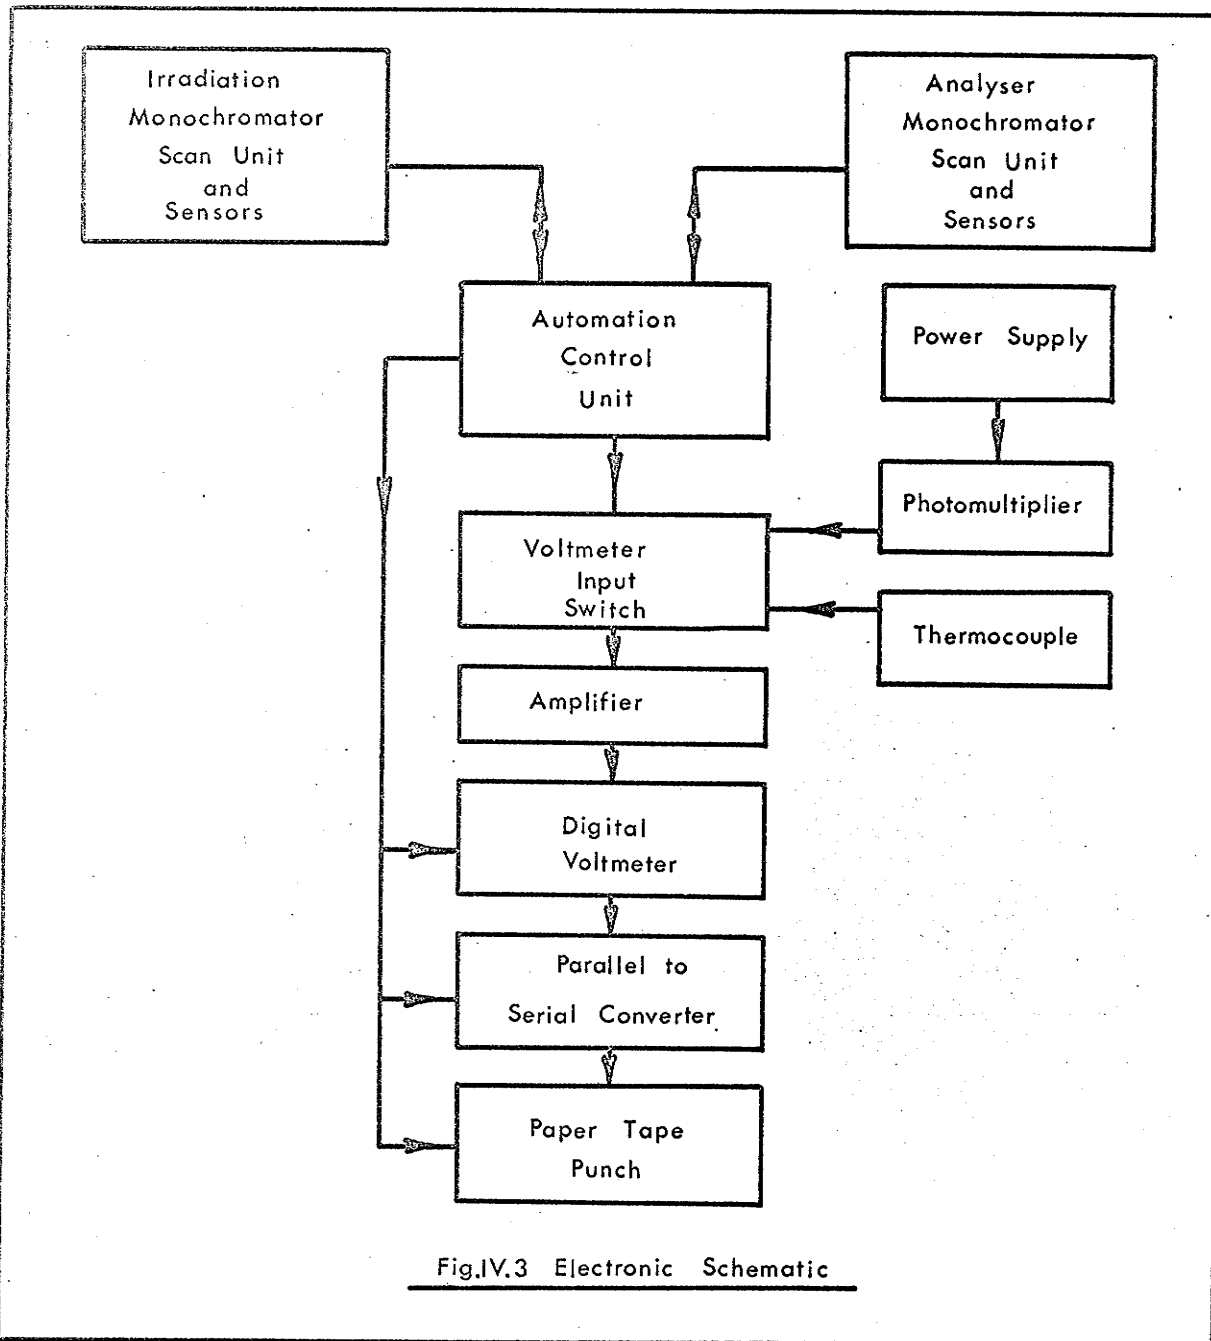 Irradiation
Monochromator
Scan Unit
and
Sensors
Analyser
Monochromator
Scan Unit
and
Sensors
Automation
Control
Unit
Power Supply
Photomultiplier
Voltmeter
Input
Switch
Thermocouple
Amplifier
Digital
Voltmeter
Parallel to
Serial Converter
Paper Tape
Punch
Fig.IV.3 Electronic Schematic